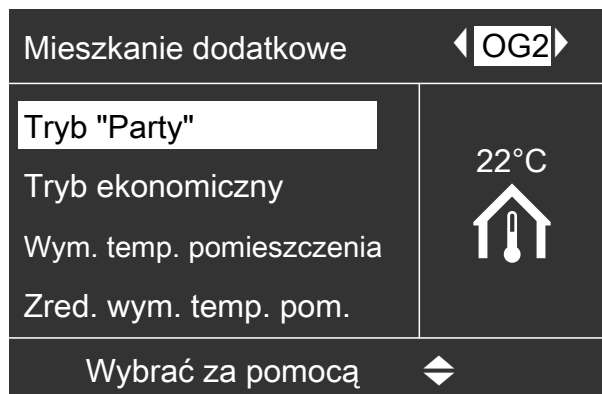 Mieszkanie dodatkowe OG2
Tryb "Party"
Tryb ekonomiczny
22°C
Wym. temp. pomieszczenia
Zred. wym. temp. pom.
Wybrać za pomocą